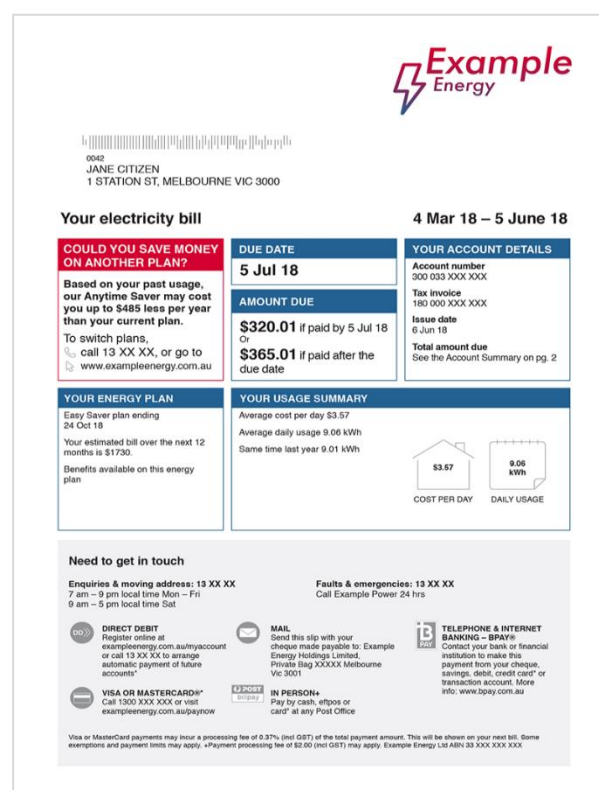 Example
Energy
0042
JANE CITIZEN
1 STATION ST, MELBOURNE VIC 3000
Your electricity bill
4 Mar 18 – 5 June 18
COULD YOU SAVE MONEY
ON ANOTHER PLAN?
Based on your past usage,
our Anytime Saver may cost
you up to $485 less per year
than your current plan.
To switch plans,
call 13 XX XX, or go to
www.exampleenergy.com.au
DUE DATE
5 Jul 18
AMOUNT DUE
$320.01 if paid by 5 Jul 18
Or
$365.01 if paid after the
due date
YOUR ACCOUNT DETAILS
Account number
300 033 XXX XXX
Tax invoice
180 000 XXX XXX
Issue date
6 Jun 18
Total amount due
See the Account Summary on pg. 2
YOUR ENERGY PLAN
Easy Saver plan ending
24 Oct 18
Your estimated bill over the next 12
months is $1730.
Benefits available on this energy
plan
YOUR USAGE SUMMARY
Average cost per day $3.57
Average daily usage 9.06 kWh
Same time last year 9.01 kWh
$3.57
COST PER DAY
9.06
kWh
DAILY USAGE
Need to get in touch
Enquiries & moving address: 13 XX XX
7 am – 9 pm local time Mon – Fri
9 am – 5 pm local time Sat
Faults & emergencies: 13 XX XX
Call Example Power 24 hrs
DD
DIRECT DEBIT
Register online at
exampleenergy.com.au/myaccount
or call 13 XX XX to arrange
automatic payment of future
accounts*
VISA OR MASTERCARD®*
Call 1300 XXX XXX or visit
exampleenergy.com.au/paynow
MAIL
Send this slip with your
cheque made payable to: Example
Energy Holdings Limited,
Private Bag XXXXX Melbourne
Vic 3001
POST
billpay
IN PERSON+
Pay by cash, eftpos or
card* at any Post Office
B
PAY
TELEPHONE & INTERNET
BANKING – BPAY®
Contact your bank or financial
institution to make this
payment from your cheque,
savings, debit, credit card* or
transaction account. More
info: www.bpay.com.au
Visa or MasterCard payments may incur a processing fee of 0.37% (incl GST) of the total payment amount. This will be shown on your next bill. Some
exemptions and payment limits may apply. +Payment processing fee of $2.00 (incl GST) may apply. Example Energy Ltd ABN 33 XXX XXX XXX